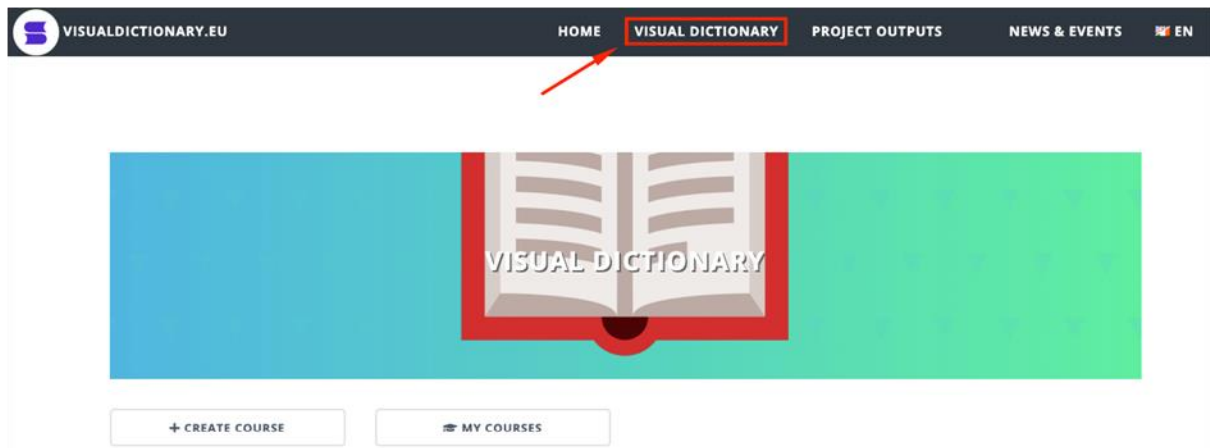 VISUALDICTIONARY.EU HOME VISUAL DICTIONARY PROJECT OUTPUTS NEWS & EVENTS EN
VISUAL DICTIONARY
+ CREATE COURSE MY COURSES